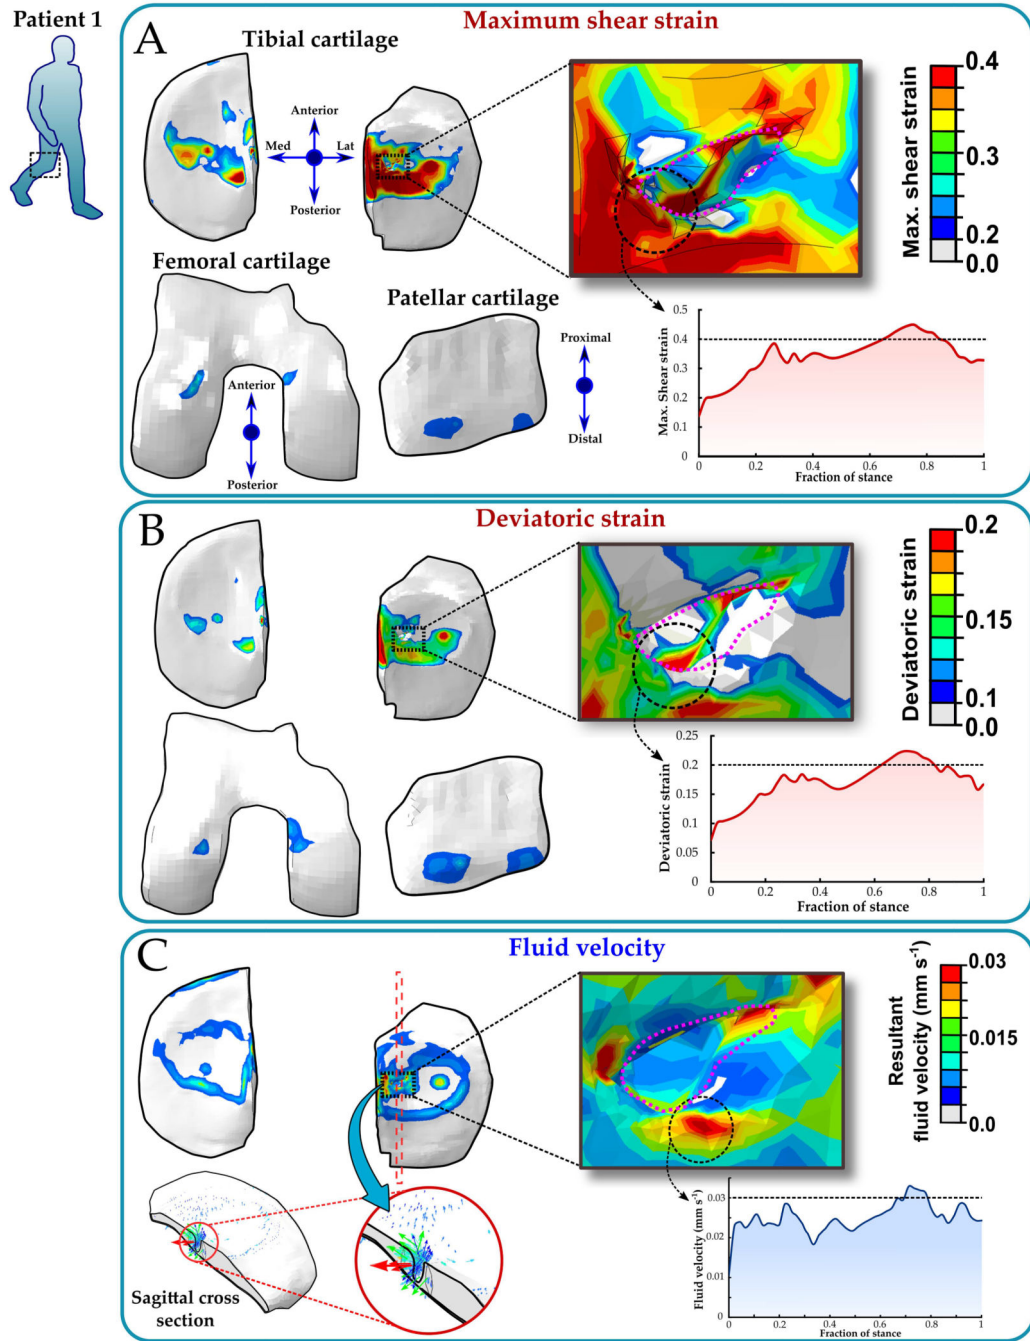 Patient 1
A
Maximum shear strain
Tibial cartilage
Anterior
Med
Lat
Posterior
Max. shear strain
0.4
0.3
0.2
0.0
Femoral cartilage
Anterior
Posterior
Patellar cartilage
Proximal
Distal
Max. Shear strain
0.5
0.4
0.3
0.2
0.1
0
0 0.2 0.4 0.6 0.8 1
Fraction of stance
B
Deviatoric strain
Deviatoric strain
0.2
0.15
0.1
0.0
Deviatoric strain
0.25
0.2
0.15
0.1
0.05
0
0 0.2 0.4 0.6 0.8 1
Fraction of stance
C
Fluid velocity
Resultant
fluid velocity (mm s⁻¹)
0.03
0.015
0.0
Sagittal cross
section
Fluid velocity (mm s⁻¹)
0.03
0.02
0.01
0
0 0.2 0.4 0.6 0.8 1
Fraction of stance